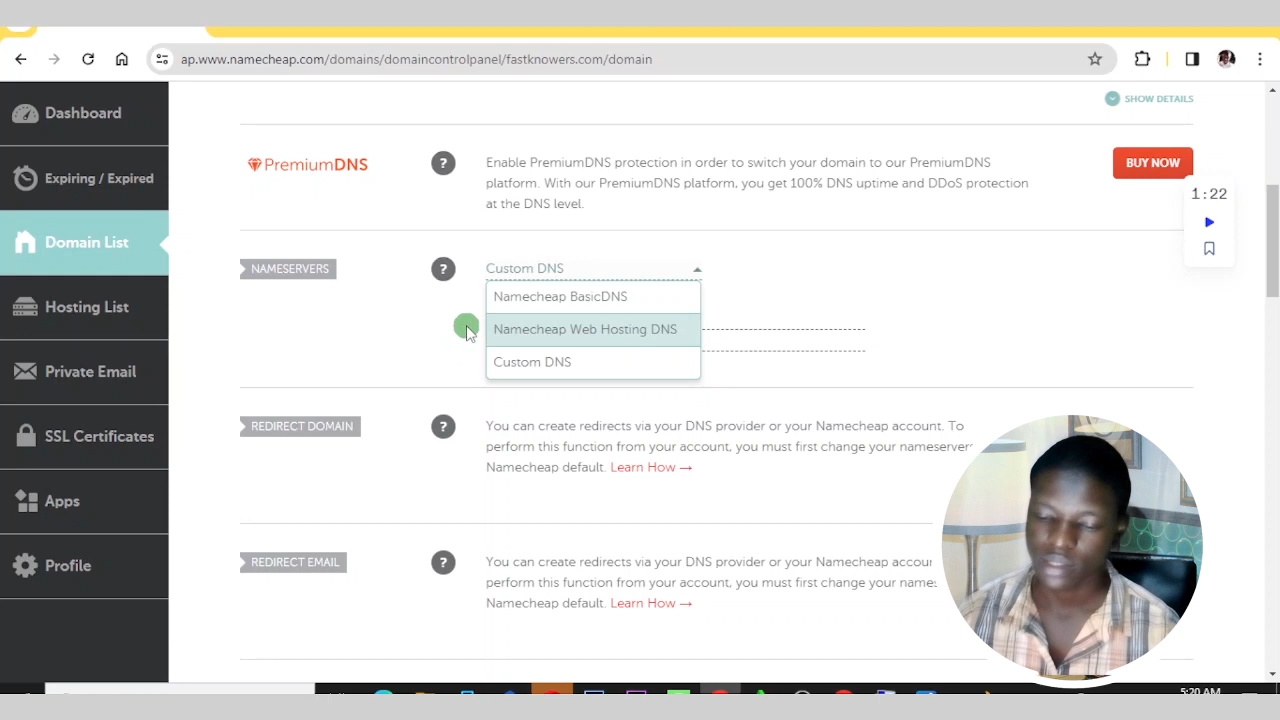 ap.www.namecheap.com/domains/domaincontrolpanel/fastknowers.com/domain
Dashboard
Expiring / Expired
Domain List
Hosting List
Private Email
SSL Certificates
Apps
Profile
SHOW DETAILS
PremiumDNS
?
Enable PremiumDNS protection in order to switch your domain to our PremiumDNS
platform. With our PremiumDNS platform, you get 100% DNS uptime and DDoS protection
at the DNS level.
BUY NOW
1:22
NAMESERVERS
?
Custom DNS
Namecheap BasicDNS
Namecheap Web Hosting DNS
Custom DNS
REDIRECT DOMAIN
?
You can create redirects via your DNS provider or your Namecheap account. To
perform this function from your account, you must first change your nameservers
Namecheap default. Learn How →
REDIRECT EMAIL
?
You can create redirects via your DNS provider or your Namecheap
perform this function from your account, you must first change your
Namecheap default. Learn How →
5:20 AM